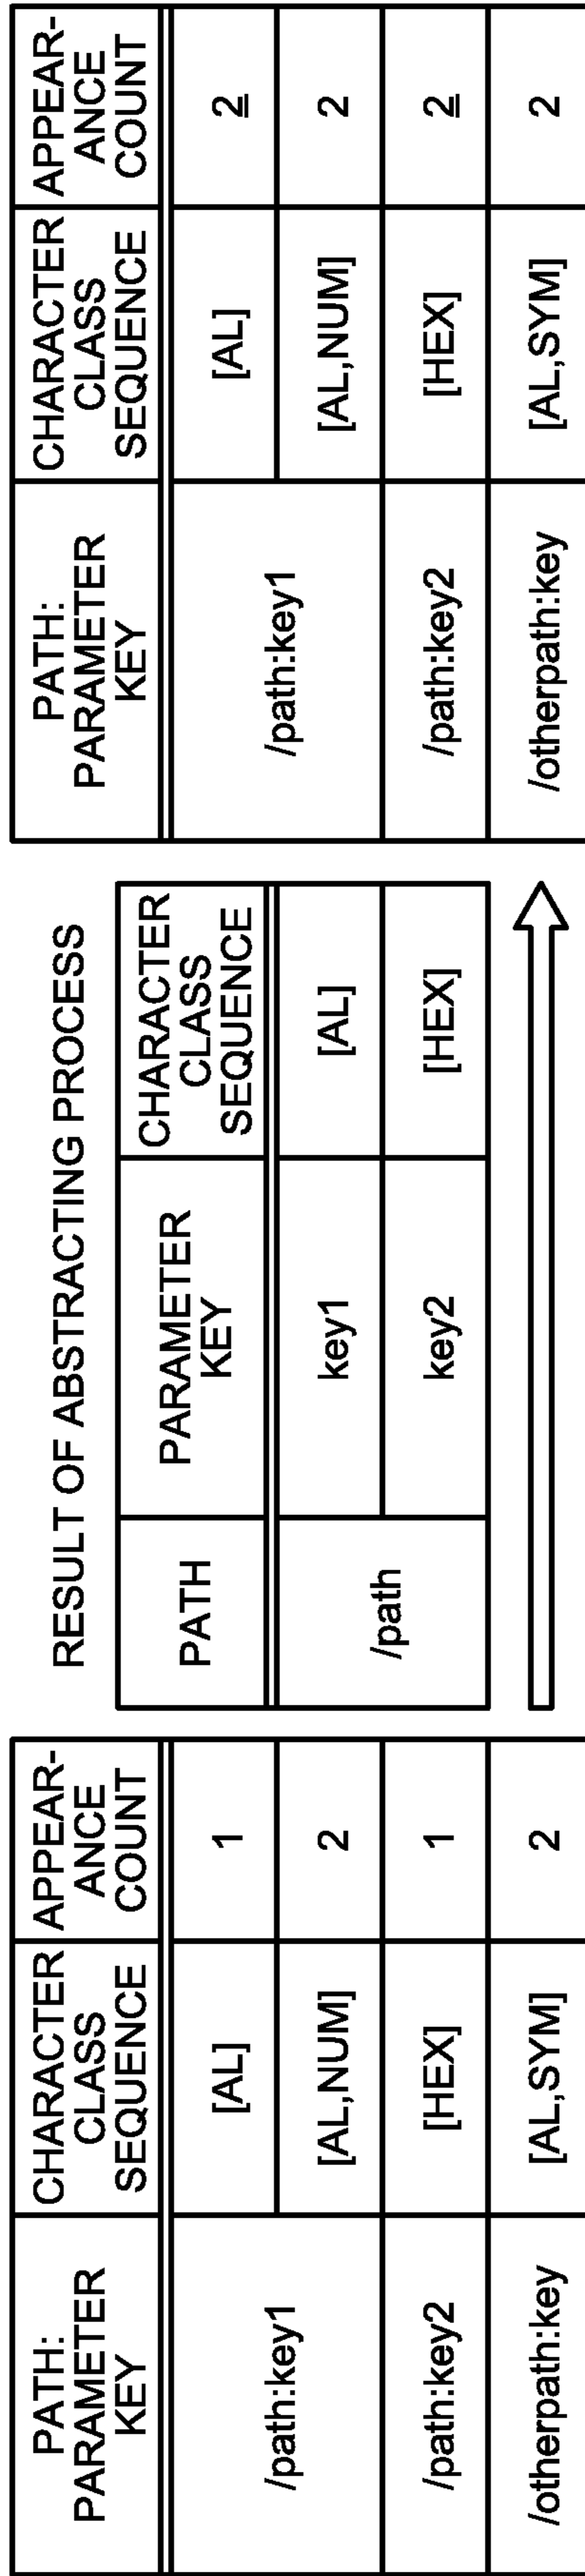 PATH:
PARAMETER
KEY
CHARACTER
CLASS
SEQUENCE
APPEAR-
ANCE
COUNT
/path:key1
[AL]
1
[AL,NUM]
2
/path:key2
[HEX]
1
/otherpath:key
[AL,SYM]
2
RESULT OF ABSTRACTING PROCESS
PATH
PARAMETER
KEY
CHARACTER
CLASS
SEQUENCE
/path
key1
[AL]
key2
[HEX]
PATH:
PARAMETER
KEY
CHARACTER
CLASS
SEQUENCE
APPEAR-
ANCE
COUNT
/path:key1
[AL]
2
[AL,NUM]
2
/path:key2
[HEX]
2
/otherpath:key
[AL,SYM]
2